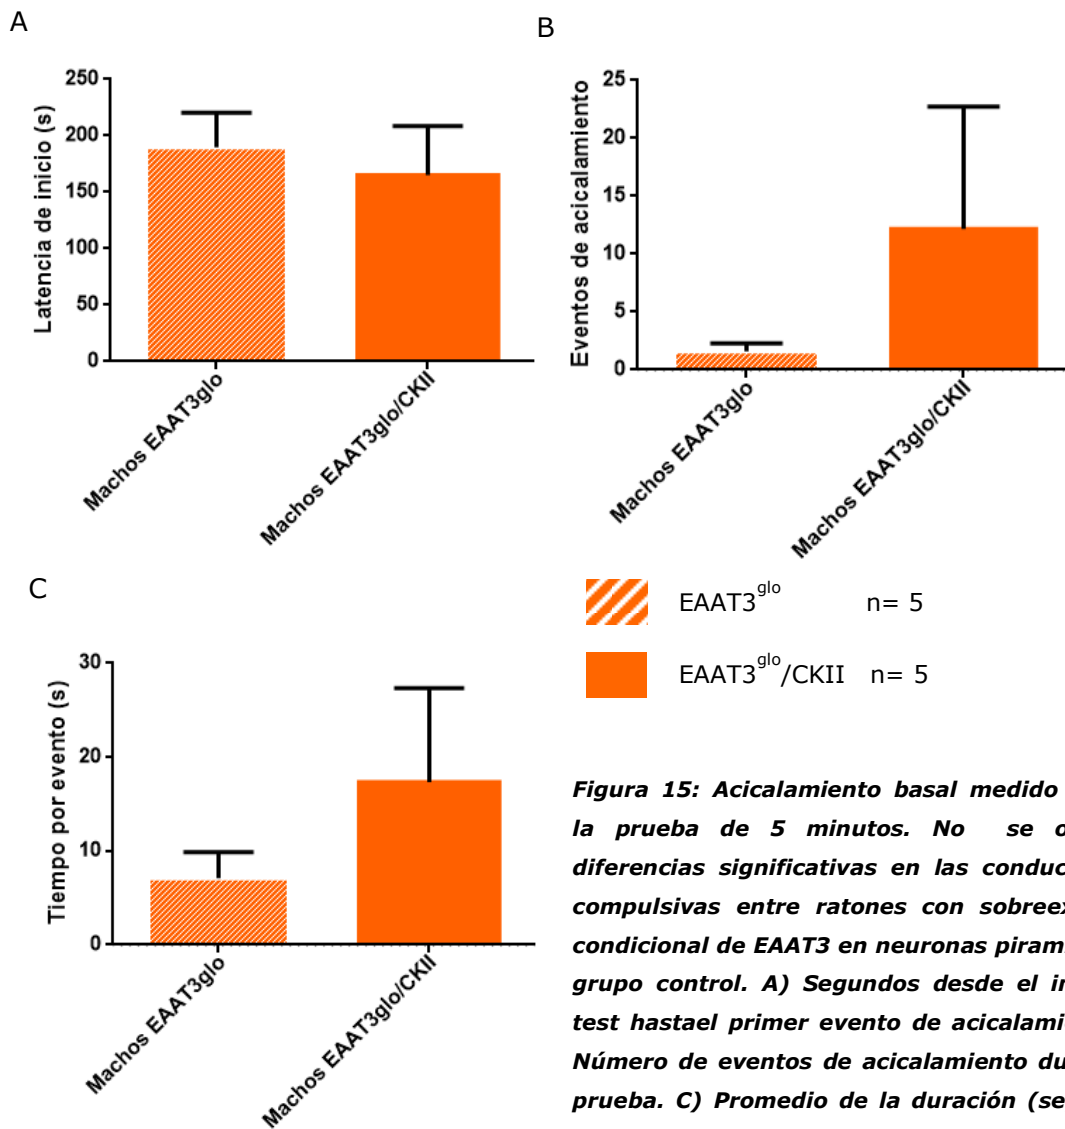 A
250
200
150
100
50
0
Latencia de inicio (s)
Machos EAAT3glo
Machos EAAT3glo/CKII
B
25
20
15
10
5
0
Eventos de acicalamiento
Machos EAAT3glo
Machos EAAT3glo/CKII
C
30
20
10
0
Tiempo por evento (s)
Machos EAAT3glo
Machos EAAT3glo/CKII
EAAT3glo n= 5
EAAT3glo/CKII n= 5
Figura 15: Acicalamiento basal medido
la prueba de 5 minutos. No se
diferencias significativas en las
compulsivas entre ratones con
condicional de EAAT3 en neuronas
grupo control. A) Segundos desde el
test hastael primer evento de
Número de eventos de acicalamiento
prueba. C) Promedio de la duración